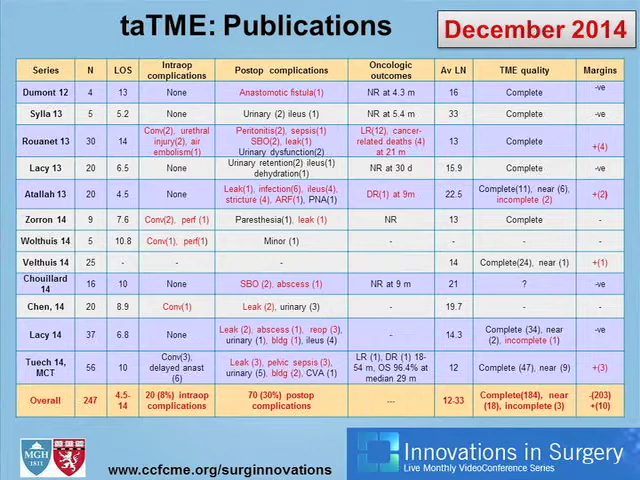 taTME: Publications
December 2014
Series N LOS Intraop complications Postop complications Oncologic outcomes Av LN TME quality Margins
Dumont 12 4 13 None Anastomotic fistula(1) NR at 4.3 m 16 Complete -ve
Sylla 13 5 5.2 None Urinary (2) ileus (1) NR at 5.4 m 33 Complete -ve
Rouanet 13 30 14 Conv(2), urethral injury(2), air embolism(1) Peritonitis(2), sepsis(1) SBO(2), leak(1) Urinary dysfunction(2) LR(12), cancer-related deaths (4) at 21 m 13 Complete +(4)
Lacy 13 20 6.5 None Urinary retention(2) ileus(1) dehydration(1) NR at 30 d 15.9 Complete -ve
Atallah 13 20 4.5 None Leak(1), infection(6), ileus(4), stricture (4), ARF(1), PNA(1) DR(1) at 9m 22.5 Complete(11), near (6), incomplete (2) +(2)
Zorron 14 9 7.6 Conv(2), perf (1) Paresthesia(1), leak (1) NR 13 Complete -
Wolthuis 14 5 10.8 Conv(1), perf(1) Minor (1) - - - -
Velthuis 14 25 - - - 14 Complete(24), near (1) +(1)
Chouillard 14 16 10 None SBO (2), abscess (1) NR at 9 m 21 ? -ve
Chen, 14 20 8.9 Conv(1) Leak (2), urinary (3) 19.7 - -
Lacy 14 37 6.8 None Leak (2), abscess (1), reop (3), urinary (1), bldg (1), ileus (4) - 14.3 Complete (34), near (2), incomplete (1) -ve
Tuech 14, MCT 56 10 Conv(3), delayed anast (6) Leak (3), pelvic sepsis (3), urinary (5), bldg (2), CVA (1) LR (1), DR (1) 18-54 m, OS 96.4% at median 29 m 12 Complete (47), near (9) +(3)
Overall 247 4.5-14 20 (8%) intraop complications 70 (30%) postop complications --- 12-33 Complete(184), near (18), incomplete (3) -(203) +(10)
MGH
1811
www.ccfcme.org/surginnovations
Innovations in Surgery
Live Monthly VideoConference Series